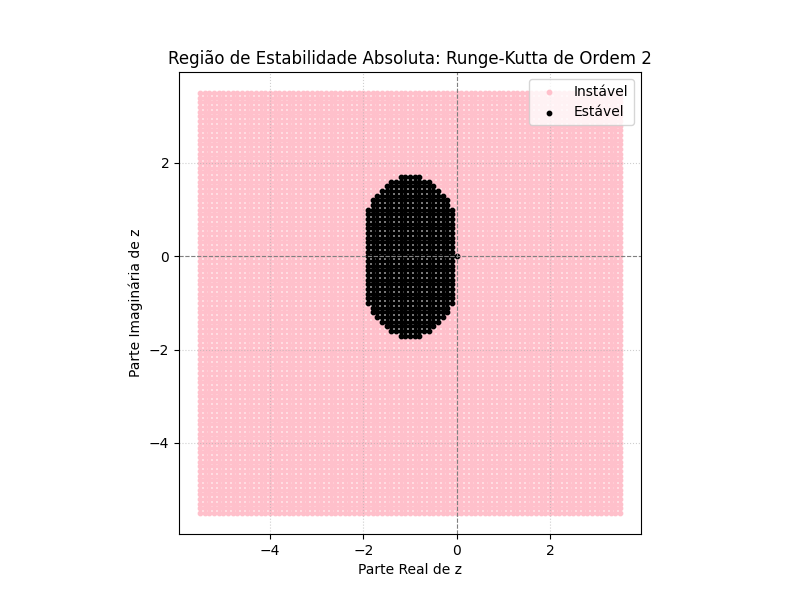 Região de Estabilidade Absoluta: Runge-Kutta de Ordem 2
Instável
Estável
2
0
−2
−4
Parte Imaginária de z
−4
−2
0
2
Parte Real de z